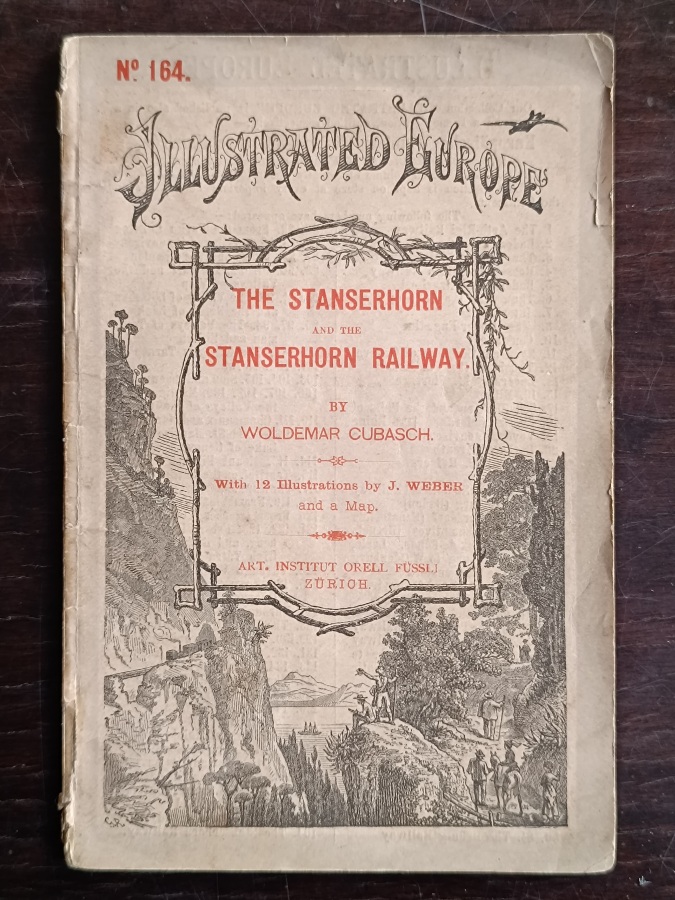 Nº 164.
ILLUSTRATED EUROPE
THE STANSERHORN
AND THE
STANSERHORN RAILWAY.
BY
WOLDEMAR CUBASCH.
With 12 Illustrations by J. WEBER
and a Map.
ART. INSTITUT ORELL FÜSSLI
ZÜRICH.